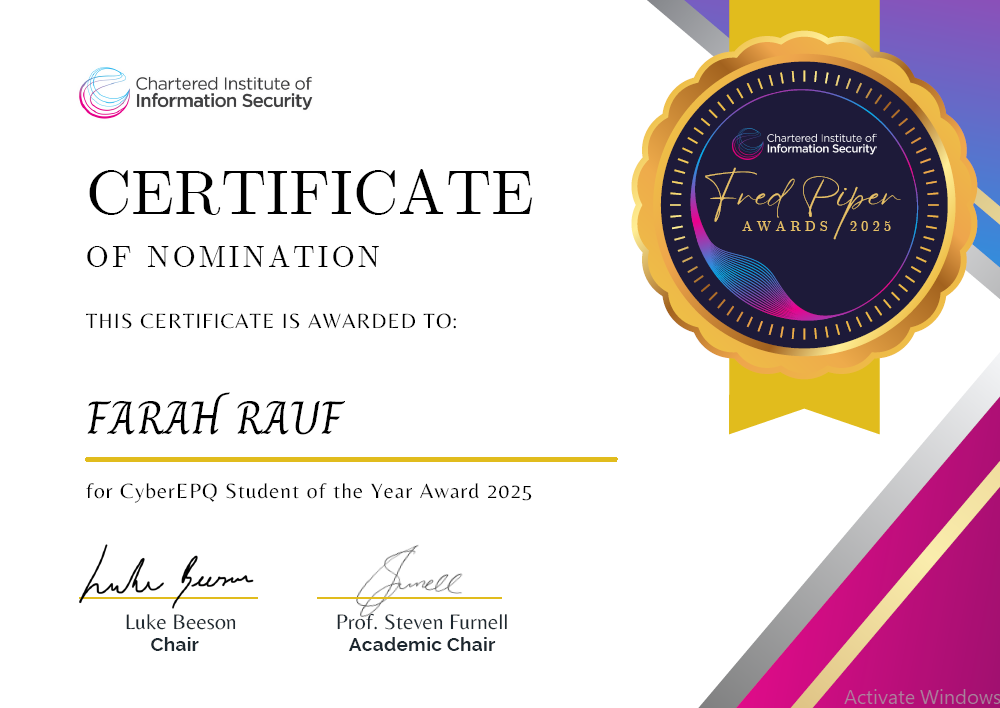 Chartered Institute of
Information Security
CERTIFICATE
OF NOMINATION
THIS CERTIFICATE IS AWARDED TO:
FARAH RAUF
for CyberEPQ Student of the Year Award 2025
Luke Beeson
Luke Beeson
Chair
SFurnell
Prof. Steven Furnell
Academic Chair
Chartered Institute of
Information Security
Fred Piper
AWARDS 2025
Activate Windows